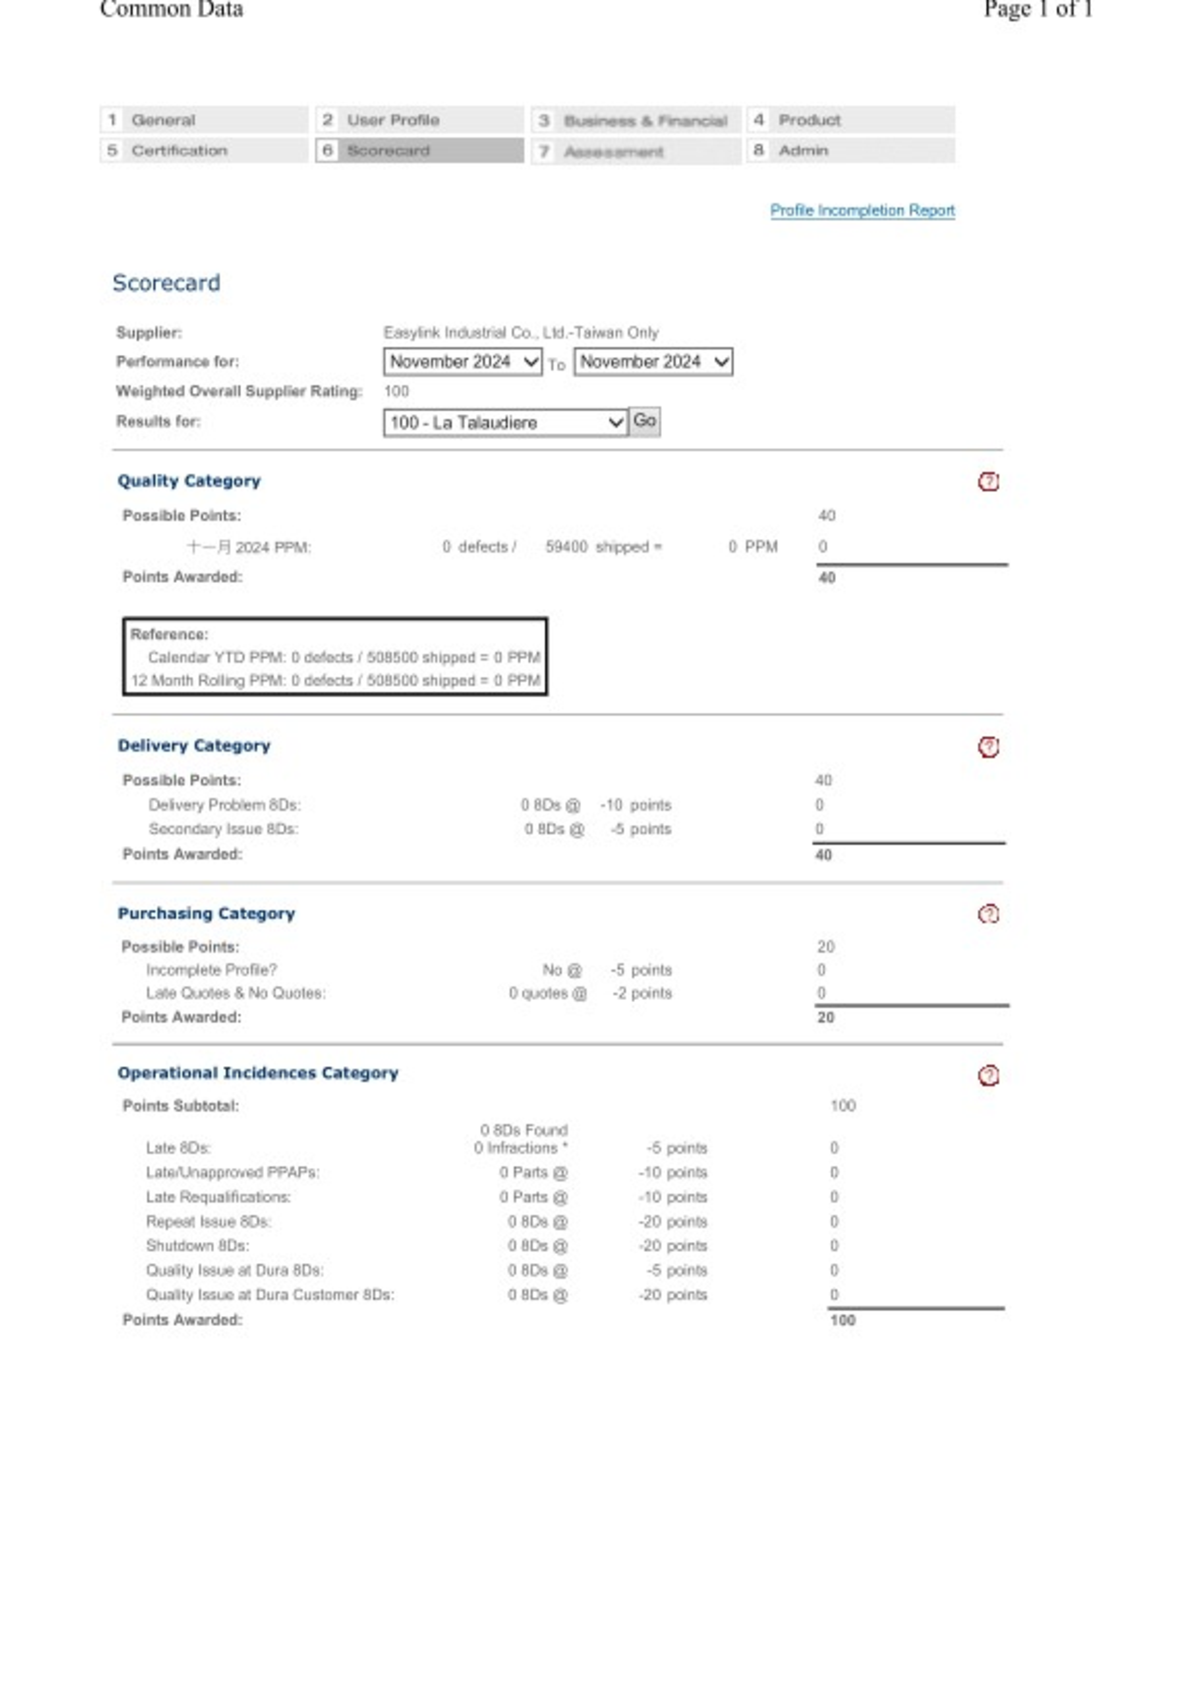 Common Data Page 1 of 1
1 General 2 User Profile 3 Business & Financial 4 Product
5 Certification 6 Scorecard 7 Assessment 8 Admin
Profile Incompletion Report
Scorecard
Supplier: Easylink Industrial Co., Ltd.-Taiwan Only
Performance for: November 2024 To November 2024
Weighted Overall Supplier Rating: 100
Results for: 100 - La Talaudiere Go
Quality Category ?
Possible Points: 40
十一月 2024 PPM: 0 defects / 59400 shipped = 0 PPM 0
Points Awarded: 40
Reference:
Calendar YTD PPM: 0 defects / 508500 shipped = 0 PPM
12 Month Rolling PPM: 0 defects / 508500 shipped = 0 PPM
Delivery Category ?
Possible Points: 40
Delivery Problem 8Ds: 0 8Ds @ -10 points 0
Secondary Issue 8Ds: 0 8Ds @ -5 points 0
Points Awarded: 40
Purchasing Category ?
Possible Points: 20
Incomplete Profile? No @ -5 points 0
Late Quotes & No Quotes: 0 quotes @ -2 points 0
Points Awarded: 20
Operational Incidences Category ?
Points Subtotal: 100
0 8Ds Found
Late 8Ds: 0 Infractions * -5 points 0
Late/Unapproved PPAPs: 0 Parts @ -10 points 0
Late Requalifications: 0 Parts @ -10 points 0
Repeat Issue 8Ds: 0 8Ds @ -20 points 0
Shutdown 8Ds: 0 8Ds @ -20 points 0
Quality Issue at Dura 8Ds: 0 8Ds @ -5 points 0
Quality Issue at Dura Customer 8Ds: 0 8Ds @ -20 points 0
Points Awarded: 100